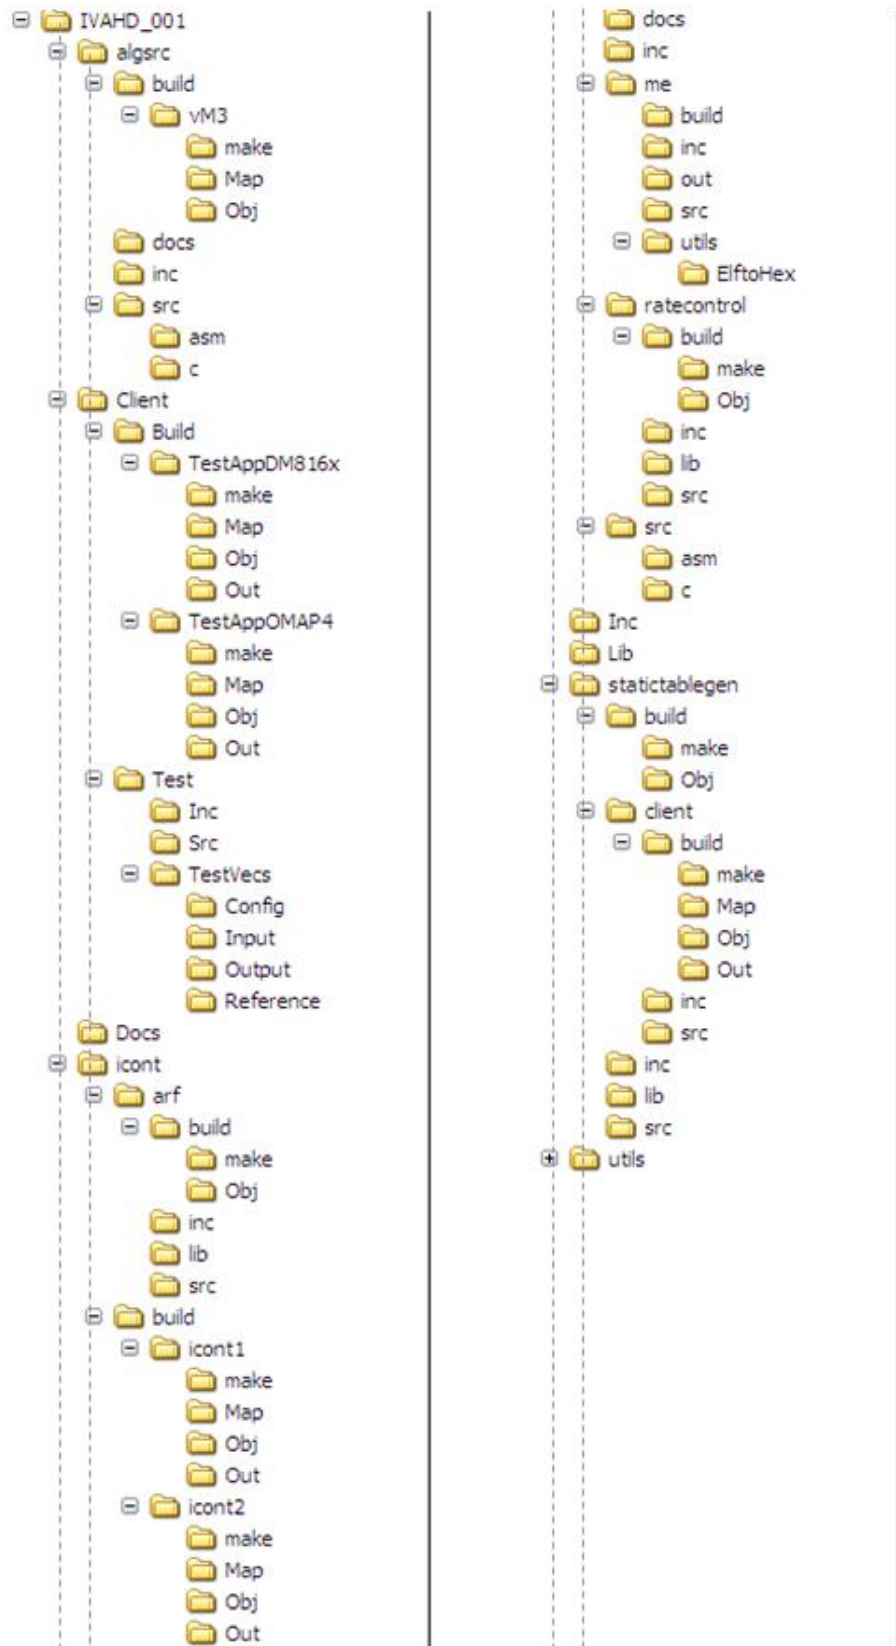 IVAHD_001
algsrc
build
vM3
make
Map
Obj
docs
inc
src
asm
c
Client
Build
TestAppDM816x
make
Map
Obj
Out
TestAppOMAP4
make
Map
Obj
Out
Test
Inc
Src
TestVecs
Config
Input
Output
Reference
Docs
icont
arf
build
make
Obj
inc
lib
src
build
icont1
make
Map
Obj
Out
icont2
make
Map
Obj
Out
docs
inc
me
build
inc
out
src
utils
ElftoHex
ratecontrol
build
make
Obj
inc
lib
src
src
asm
c
Inc
Lib
statictablegen
build
make
Obj
client
build
make
Map
Obj
Out
inc
src
inc
lib
src
utils